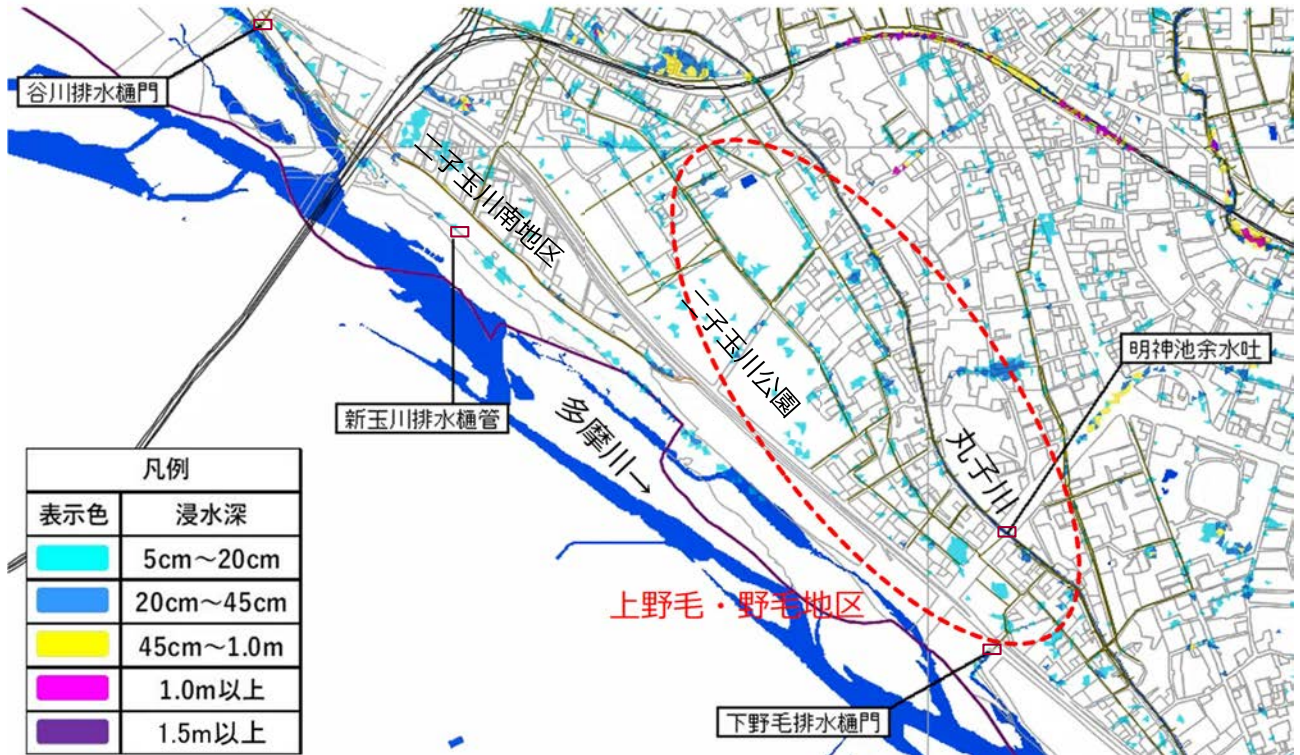 谷川排水樋門
二子玉川南地区
新玉川排水樋管
多摩川→
二子玉川公園
丸子川
明神池余水吐
上野毛・野毛地区
下野毛排水樋門
凡例
表示色 浸水深
5cm～20cm
20cm～45cm
45cm～1.0m
1.0m以上
1.5m以上